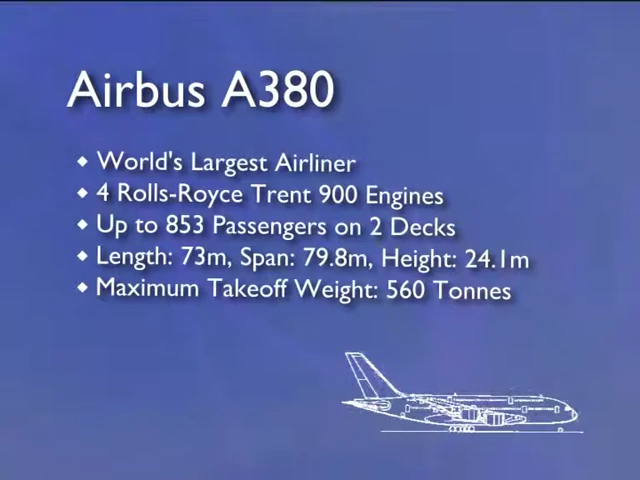 Airbus A380
◆ World's Largest Airliner
◆ 4 Rolls-Royce Trent 900 Engines
◆ Up to 853 Passengers on 2 Decks
◆ Length: 73m, Span: 79.8m, Height: 24.1m
◆ Maximum Takeoff Weight: 560 Tonnes